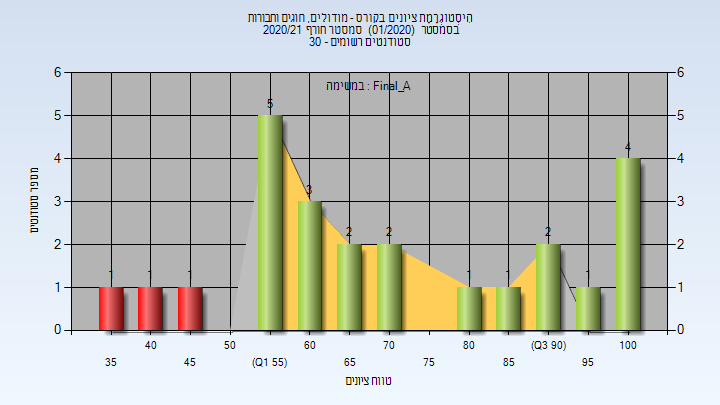 היסטוגרמת ציונים בקורס - מודולים, חוגים וחבורות
בסמסטר (01/2020) סמסטר חורף 2020/21
סטודנטים רשומים - 30
במשימה : Final_A
מספר סטודנטים
6 6
5 5
4 4
3 3
2 2
1 1
0 0
1 1 1 5 3 2 2 1 2 1 4
40 50 60 70 80 (Q3 90) 100
35 45 (Q1 55) 65 75 85 95
טווח ציונים